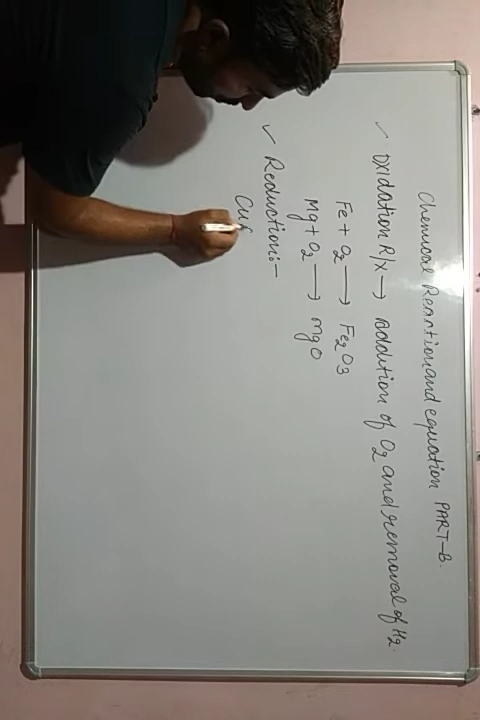 Chemical Reaction and equation PART-B.
✓ Oxidation R/x → Addition of O2 and removal of H2.
Fe + O2 → Fe2O3
Mg + O2 → MgO
✓ Reduction:-
Cu